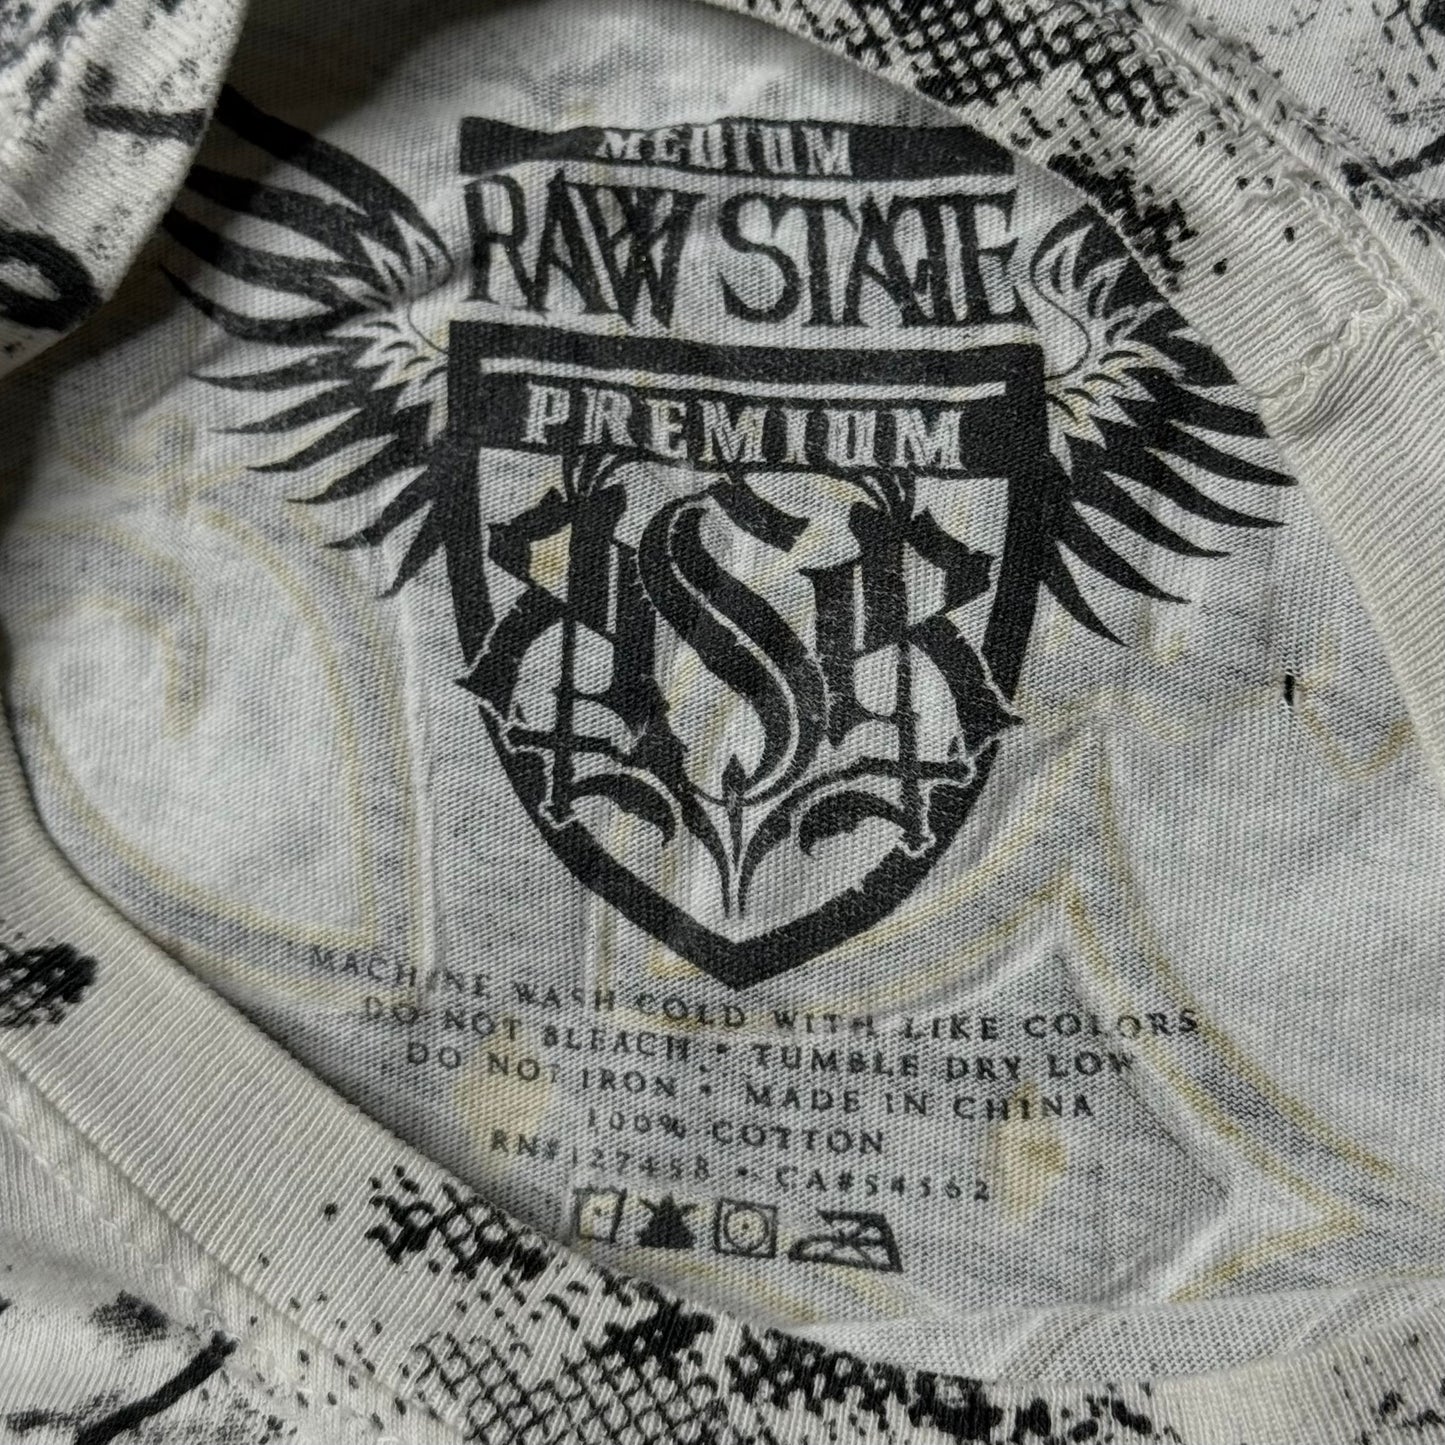 MEDIUM
RAW STATE
PREMIUM
RSR
MACHINE WASH COLD WITH LIKE COLORS
DO NOT BLEACH • TUMBLE DRY LOW
DO NOT IRON • MADE IN CHINA
100% COTTON
RN#127458 • CA#54562